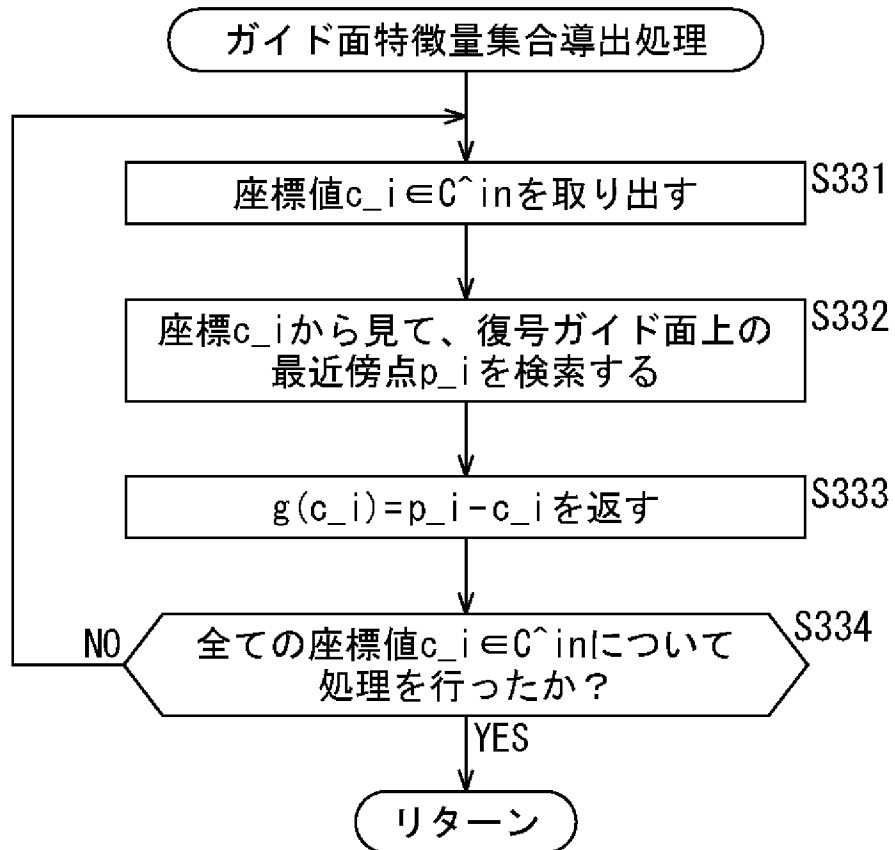 ガイド面特徴量集合導出処理
座標値c_i∈C^inを取り出す
S331
座標c_iから見て、復号ガイド面上の
最近傍点p_iを検索する
S332
g(c_i)=p_i-c_iを返す
S333
全ての座標値c_i∈C^inについて
処理を行ったか？
S334
NO
YES
リターン